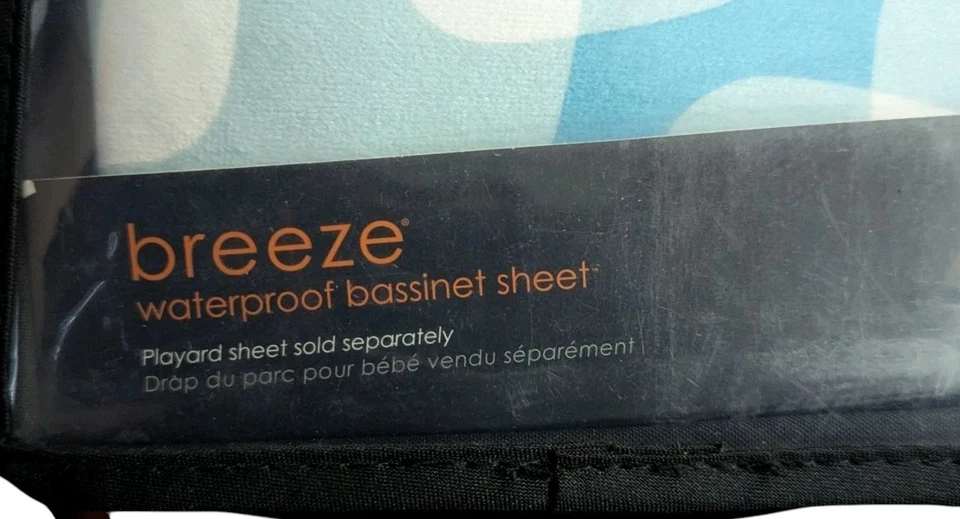 breeze®
waterproof bassinet sheet™
Playard sheet sold separately
Drap du parc pour bébé vendu séparément